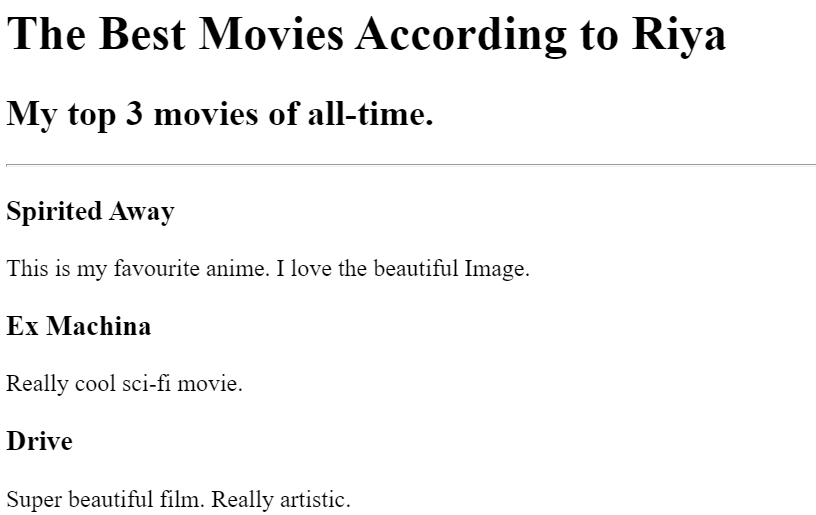 The Best Movies According to Riya
My top 3 movies of all-time.
Spirited Away
This is my favourite anime. I love the beautiful Image.
Ex Machina
Really cool sci-fi movie.
Drive
Super beautiful film. Really artistic.